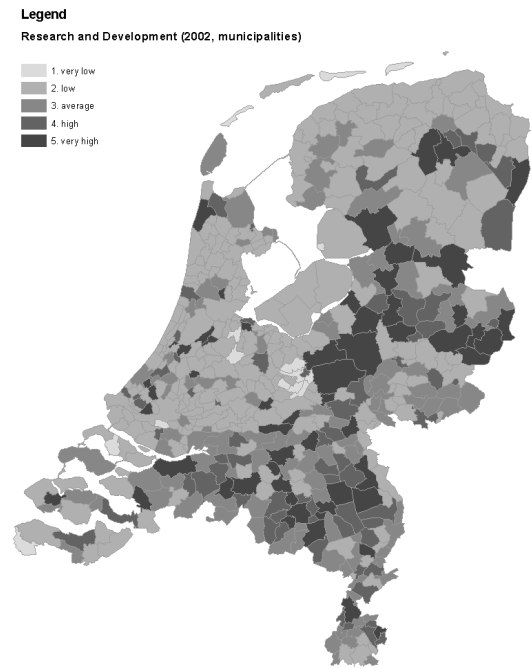 Legend
Research and Development (2002, municipalities)
1. very low
2. low
3. average
4. high
5. very high